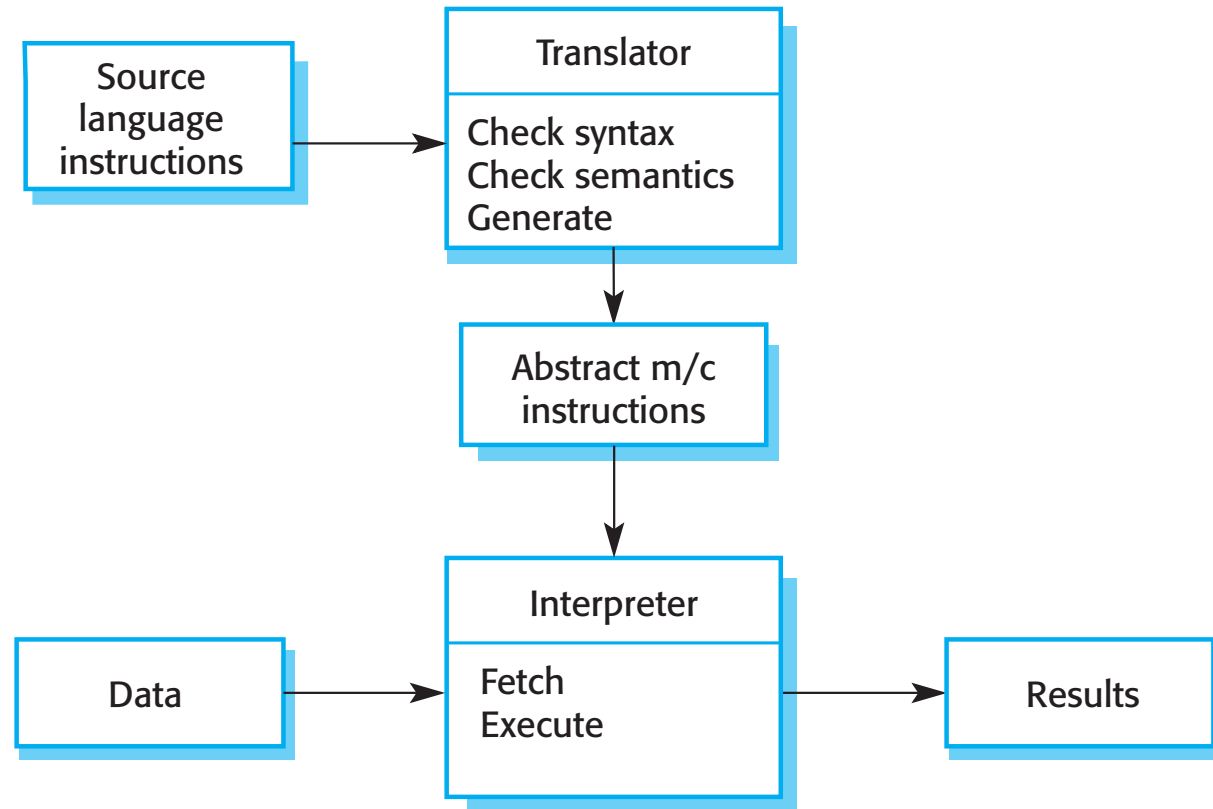 Source
language
instructions
Translator
Check syntax
Check semantics
Generate
Abstract m/c
instructions
Interpreter
Fetch
Execute
Data
Results